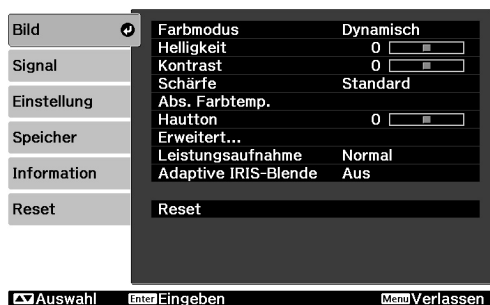 Bild
Signal
Einstellung
Speicher
Information
Reset
Farbmodus Dynamisch
Helligkeit 0
Kontrast 0
Schärfe Standard
Abs. Farbtemp.
Hautton 0
Erweitert...
Leistungsaufnahme Normal
Adaptive IRIS-Blende Aus
Reset
Auswahl Enter Eingeben Menu Verlassen